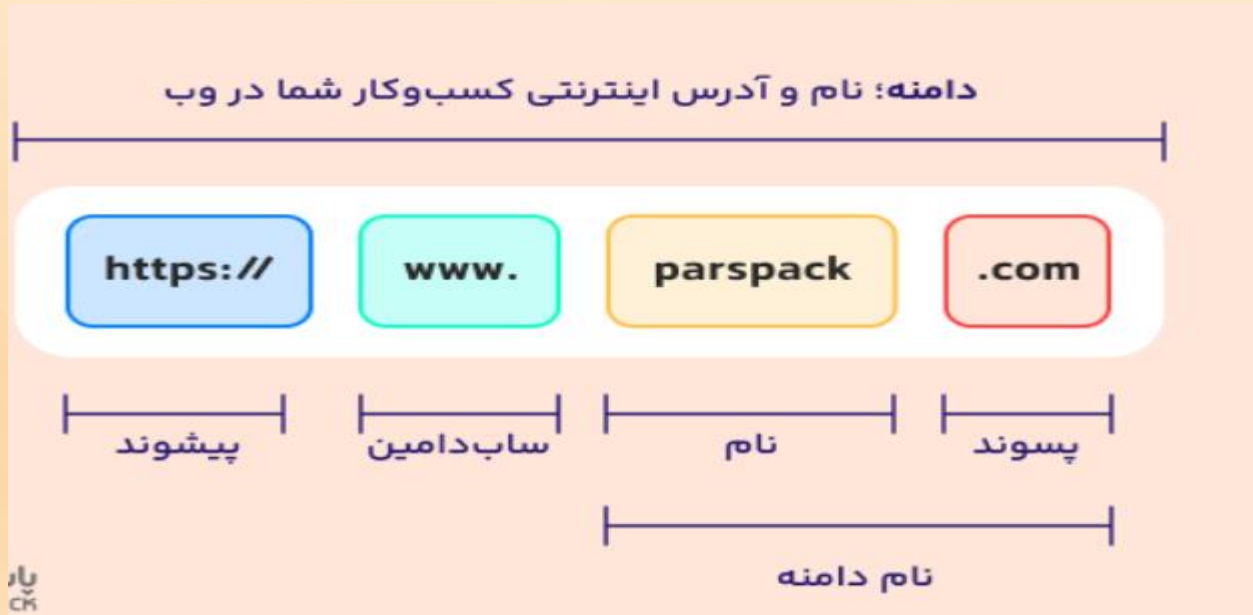 دامنه؛ نام و آدرس اینترنتی کسب‌وکار شما در وب
https:// www. parspack .com
پیشوند ساب‌دامین نام پسوند
نام دامنه